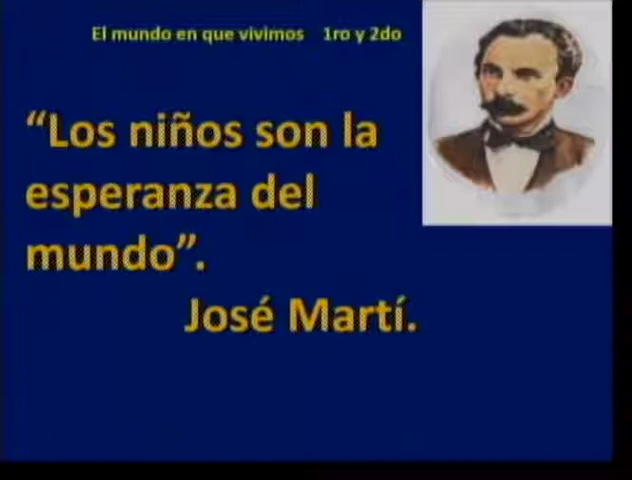 El mundo en que vivimos 1ro y 2do
“Los niños son la
esperanza del
mundo”.
José Martí.